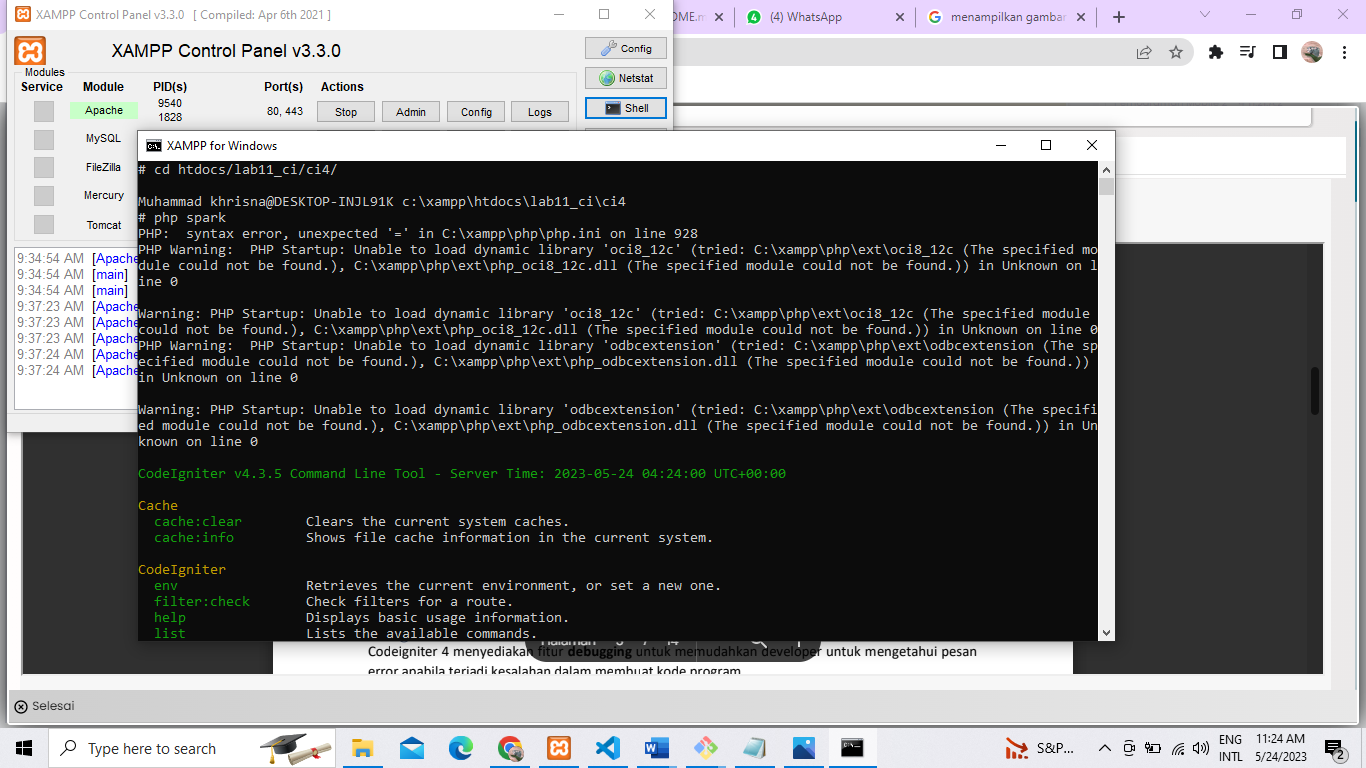 XAMPP Control Panel v3.3.0 [ Compiled: Apr 6th 2021 ]
OME.m
(4) WhatsApp
menampilkan gambar
XAMPP Control Panel v3.3.0
Config
Netstat
Shell
Modules
Service Module PID(s) Port(s) Actions
Apache 9540 1828 80, 443 Stop Admin Config Logs
MySQL
FileZilla
Mercury
Tomcat
9:34:54 AM [Apache
9:34:54 AM [main]
9:34:54 AM [main]
9:37:23 AM [Apache
9:37:23 AM [Apache
9:37:23 AM [Apache
9:37:24 AM [Apache
9:37:24 AM [Apache
XAMPP for Windows
# cd htdocs/lab11_ci/ci4/
Muhammad khrisna@DESKTOP-INJL91K c:\xampp\htdocs\lab11_ci\ci4
# php spark
PHP:  syntax error, unexpected '=' in C:\xampp\php\php.ini on line 928
PHP Warning:  PHP Startup: Unable to load dynamic library 'oci8_12c' (tried: C:\xampp\php\ext\oci8_12c (The specified mo
dule could not be found.), C:\xampp\php\ext\php_oci8_12c.dll (The specified module could not be found.)) in Unknown on l
ine 0
Warning: PHP Startup: Unable to load dynamic library 'oci8_12c' (tried: C:\xampp\php\ext\oci8_12c (The specified module
could not be found.), C:\xampp\php\ext\php_oci8_12c.dll (The specified module could not be found.)) in Unknown on line 0
PHP Warning:  PHP Startup: Unable to load dynamic library 'odbcextension' (tried: C:\xampp\php\ext\odbcextension (The sp
ecified module could not be found.), C:\xampp\php\ext\php_odbcextension.dll (The specified module could not be found.))
in Unknown on line 0
Warning: PHP Startup: Unable to load dynamic library 'odbcextension' (tried: C:\xampp\php\ext\odbcextension (The specifi
ed module could not be found.), C:\xampp\php\ext\php_odbcextension.dll (The specified module could not be found.)) in Un
known on line 0
CodeIgniter v4.3.5 Command Line Tool - Server Time: 2023-05-24 04:24:00 UTC+00:00
Cache
cache:clear Clears the current system caches.
cache:info Shows file cache information in the current system.
CodeIgniter
env Retrieves the current environment, or set a new one.
filter:check Check filters for a route.
help Displays basic usage information.
list Lists the available commands.
Codeigniter 4 menyediakan fitur debugging untuk memudahkan developer untuk mengetahui pesan
error apabila terjadi kesalahan dalam membuat kode program
Selesai
Type here to search
S&P...
ENG
INTL
11:24 AM
5/24/2023
2